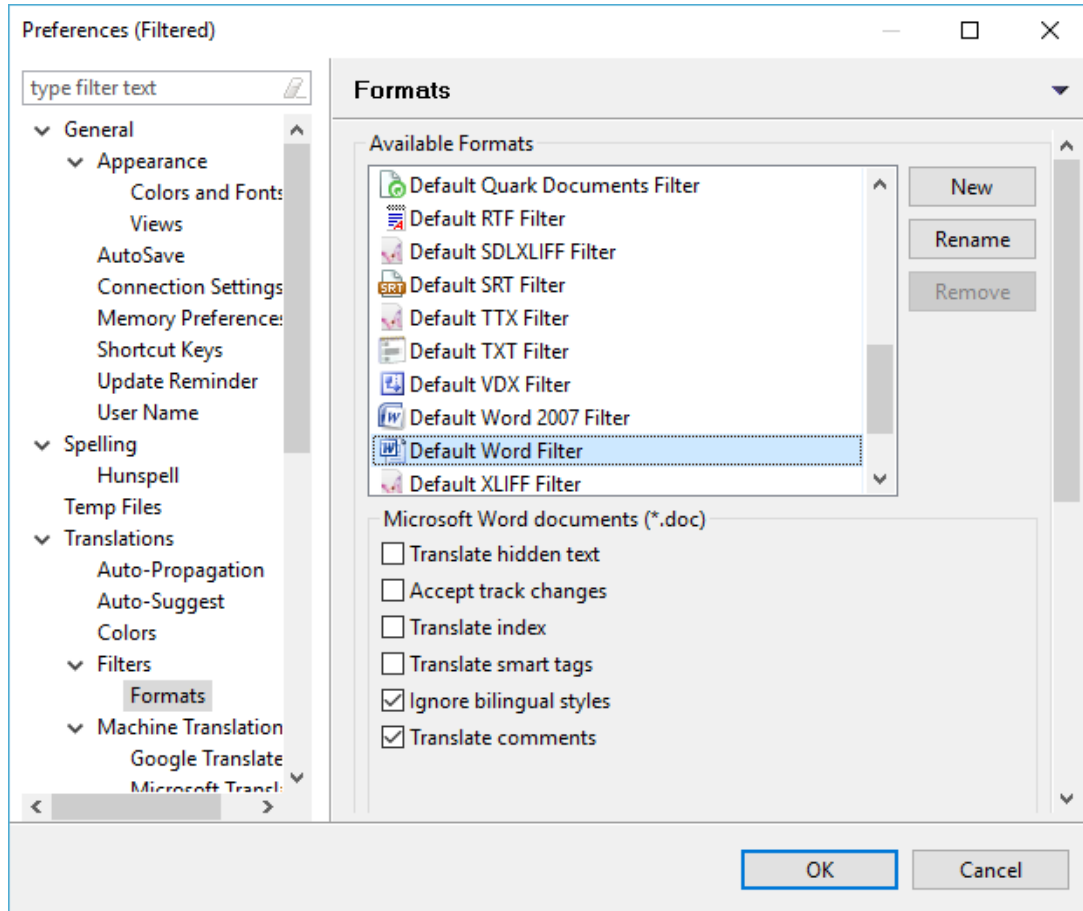 Preferences (Filtered)
type filter text
General
Appearance
Colors and Fonts
Views
AutoSave
Connection Settings
Memory Preferences
Shortcut Keys
Update Reminder
User Name
Spelling
Hunspell
Temp Files
Translations
Auto-Propagation
Auto-Suggest
Colors
Filters
Formats
Machine Translation
Google Translate
Microsoft
Formats
Available Formats
Default Quark Documents Filter
Default RTF Filter
Default SDLXLIFF Filter
SRT
Default SRT Filter
Default TTX Filter
Default TXT Filter
Default VDX Filter
Default Word 2007 Filter
Default Word Filter
Default XLIFF Filter
New
Rename
Remove
Microsoft Word documents (*.doc)
Translate hidden text
Accept track changes
Translate index
Translate smart tags
Ignore bilingual styles
Translate comments
OK
Cancel